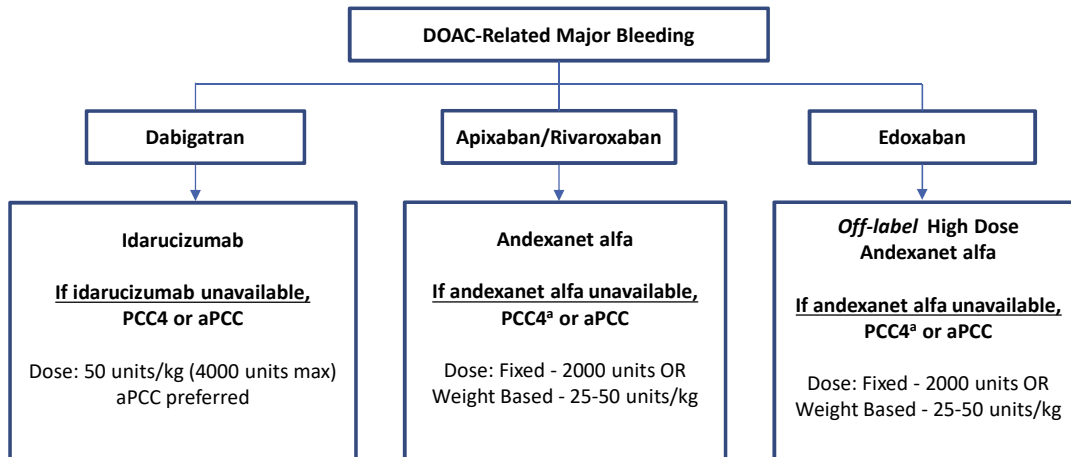 DOAC-Related Major Bleeding
Dabigatran
Apixaban/Rivaroxaban
Edoxaban
Idarucizumab
If idarucizumab unavailable,
PCC4 or aPCC
Dose: 50 units/kg (4000 units max)
aPCC preferred
Andexanet alfa
If andexanet alfa unavailable,
PCC4ª or aPCC
Dose: Fixed - 2000 units OR
Weight Based - 25-50 units/kg
Off-label High Dose
Andexanet alfa
If andexanet alfa unavailable,
PCC4ª or aPCC
Dose: Fixed - 2000 units OR
Weight Based - 25-50 units/kg